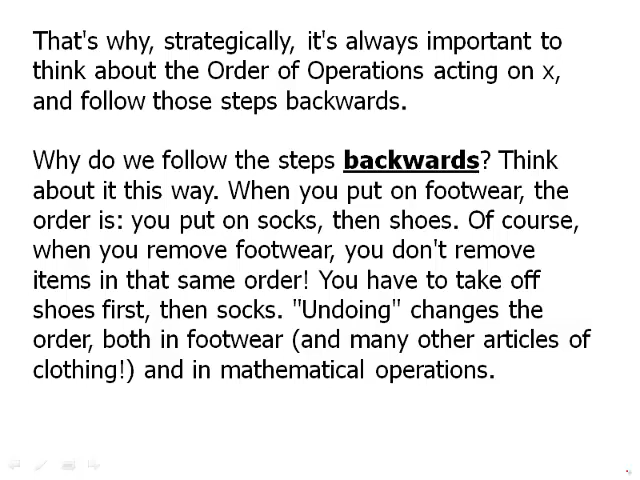 That's why, strategically, it's always important to
think about the Order of Operations acting on x,
and follow those steps backwards.
Why do we follow the steps backwards? Think
about it this way. When you put on footwear, the
order is: you put on socks, then shoes. Of course,
when you remove footwear, you don't remove
items in that same order! You have to take off
shoes first, then socks. "Undoing" changes the
order, both in footwear (and many other articles of
clothing!) and in mathematical operations.